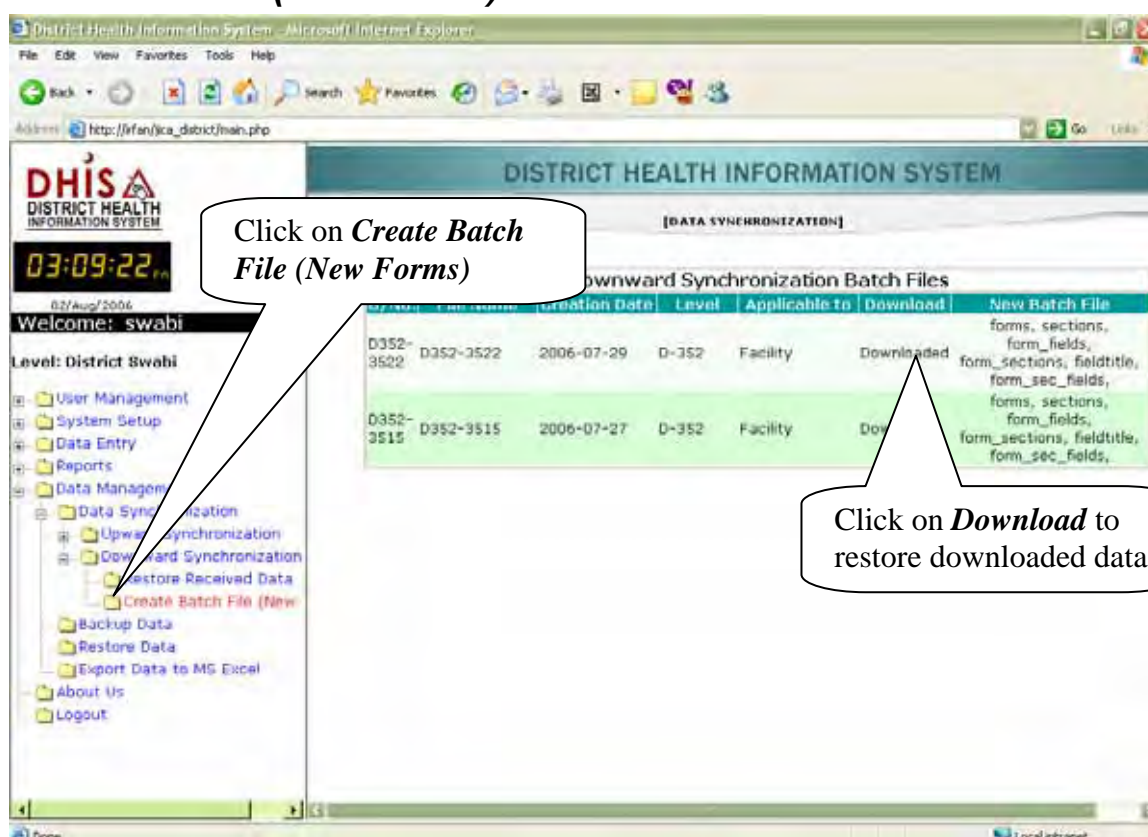 District Health Information System - Microsoft Internet Explorer
File Edit View Favorites Tools Help
Back Search Favorites
Address http://irfan/jica_district/main.php Go Links
DHIS
DISTRICT HEALTH
INFORMATION SYSTEM
03:09:22 PM
02/Aug/2006
Welcome: swabi
Level: District Swabi
User Management
System Setup
Data Entry
Reports
Data Managem
Data Sync ization
Upward Synchronization
Dow ward Synchronization
Restore Received Data
Create Batch File (New
Backup Data
Restore Data
Export Data to MS Excel
About Us
Logout
DISTRICT HEALTH INFORMATION SYSTEM
[DATA SYNCHRONIZATION]
Click on Create Batch
File (New Forms)
ownward Synchronization Batch Files
Creation Date Level Applicable to Download New Batch File
D352-3522 D352-3522 2006-07-29 D-352 Facility Downloaded forms, sections,
form_fields,
form_sections, fieldtitle,
form_sec_fields,
D352-3515 D352-3515 2006-07-27 D-352 Facility Dow forms, sections,
form_fields,
form_sections, fieldtitle,
form_sec_fields,
Click on Download to
restore downloaded data
Done Local intranet